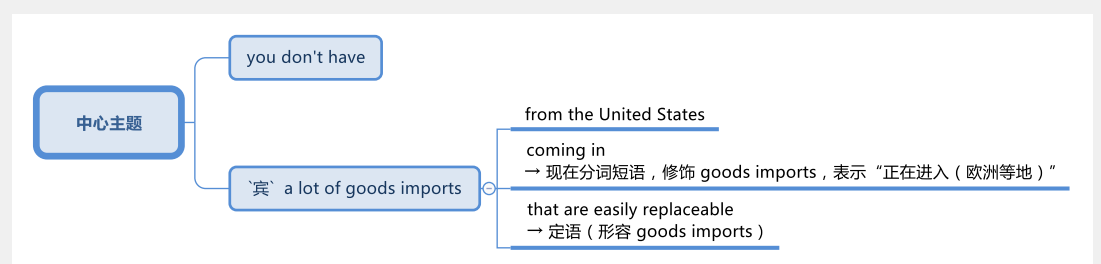 中心主题
you don't have
`宾` a lot of goods imports
from the United States
coming in
→ 现在分词短语，修饰 goods imports，表示“正在进入（欧洲等地）”
that are easily replaceable
→ 定语（形容 goods imports）